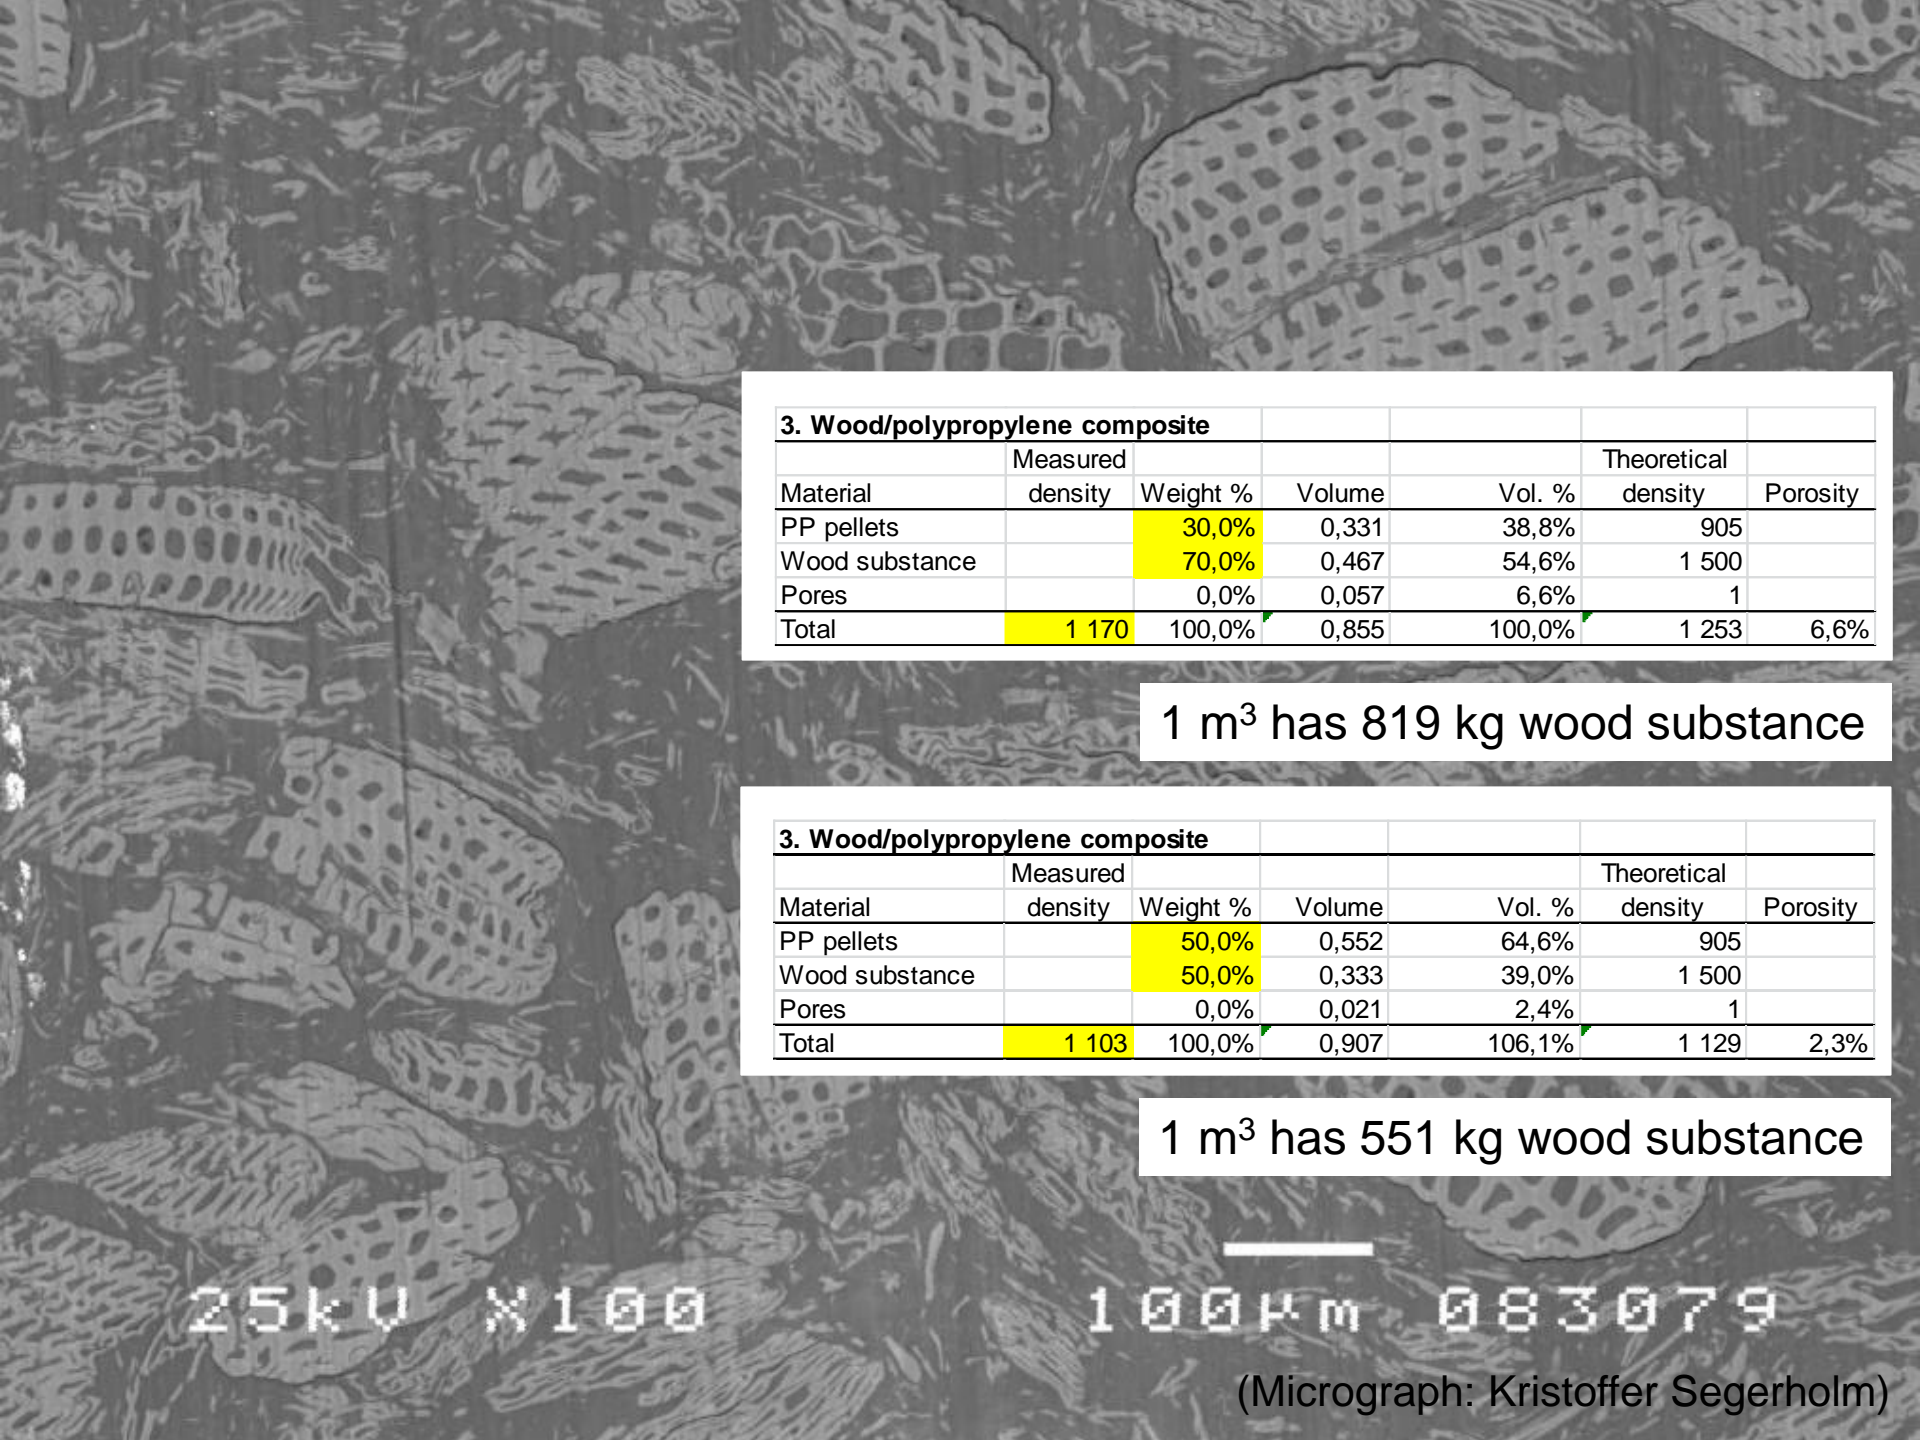 3. Wood/polypropylene composite
Measured Theoretical
Material density Weight % Volume Vol. % density Porosity
PP pellets 30,0% 0,331 38,8% 905
Wood substance 70,0% 0,467 54,6% 1 500
Pores 0,0% 0,057 6,6% 1
Total 1 170 100,0% 0,855 100,0% 1 253 6,6%
1 m³ has 819 kg wood substance
3. Wood/polypropylene composite
Measured Theoretical
Material density Weight % Volume Vol. % density Porosity
PP pellets 50,0% 0,552 64,6% 905
Wood substance 50,0% 0,333 39,0% 1 500
Pores 0,0% 0,021 2,4% 1
Total 1 103 100,0% 0,907 106,1% 1 129 2,3%
1 m³ has 551 kg wood substance
25kV X100 100µm 083079
(Micrograph: Kristoffer Segerholm)